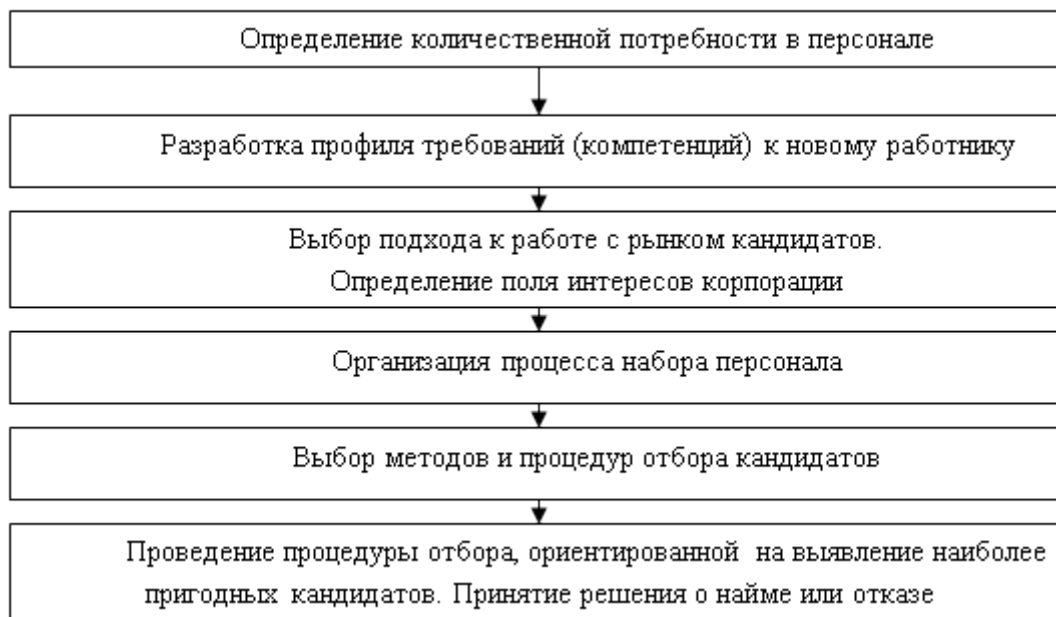 Определение количественной потребности в персонале
Разработка профиля требований (компетенций) к новому работнику
Выбор подхода к работе с рынком кандидатов.
Определение поля интересов корпорации
Организация процесса набора персонала
Выбор методов и процедур отбора кандидатов
Проведение процедуры отбора, ориентированной на выявление наиболее
пригодных кандидатов. Принятие решения о найме или отказе